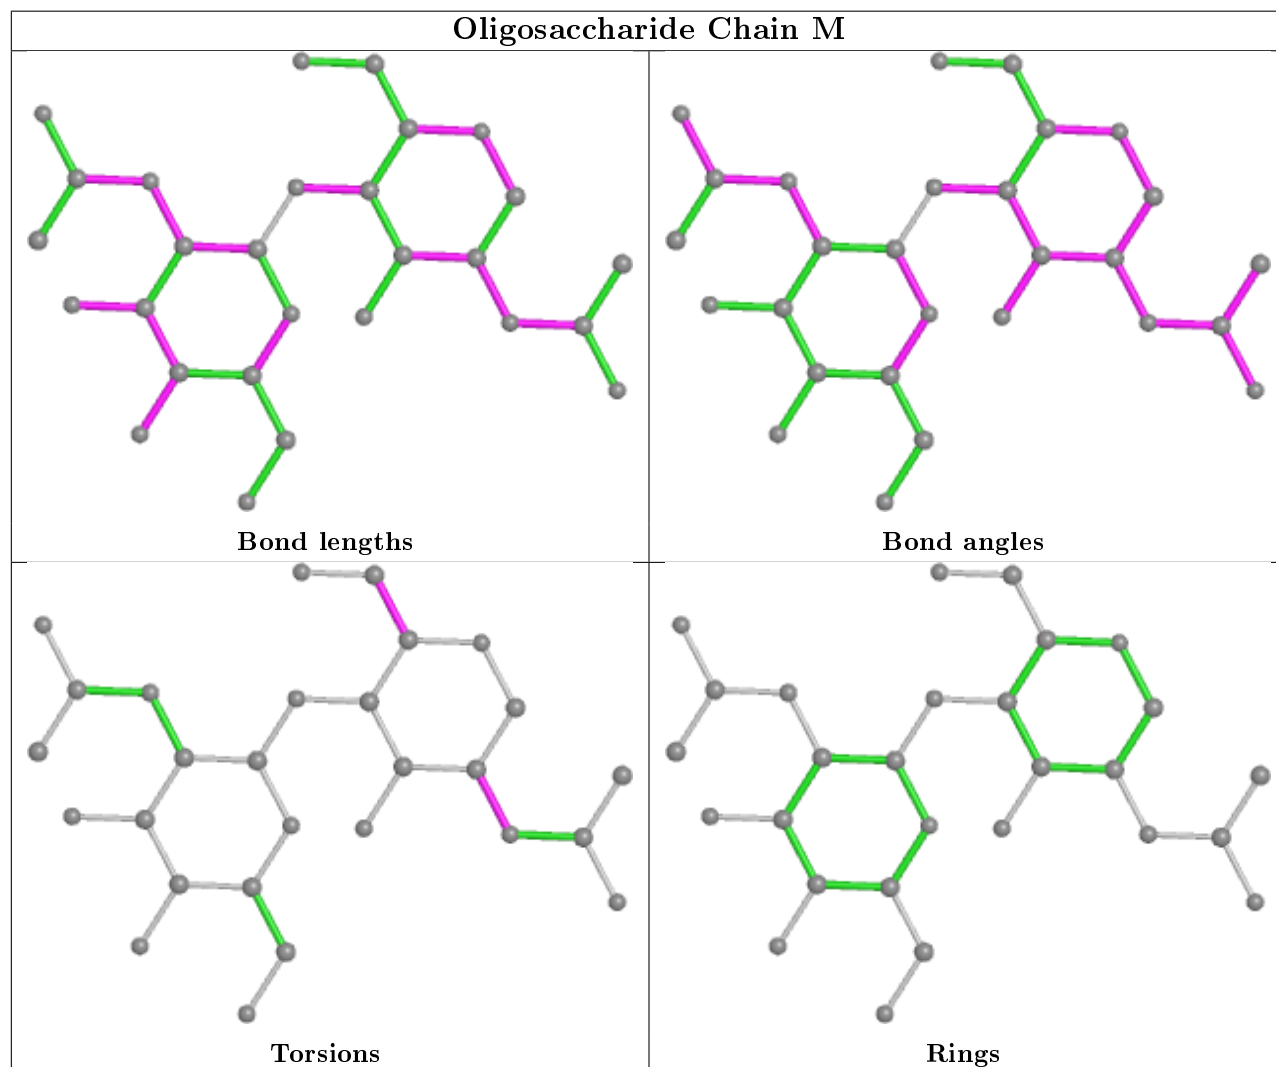 Oligosaccharide Chain M
Bond lengths
Bond angles
Torsions
Rings